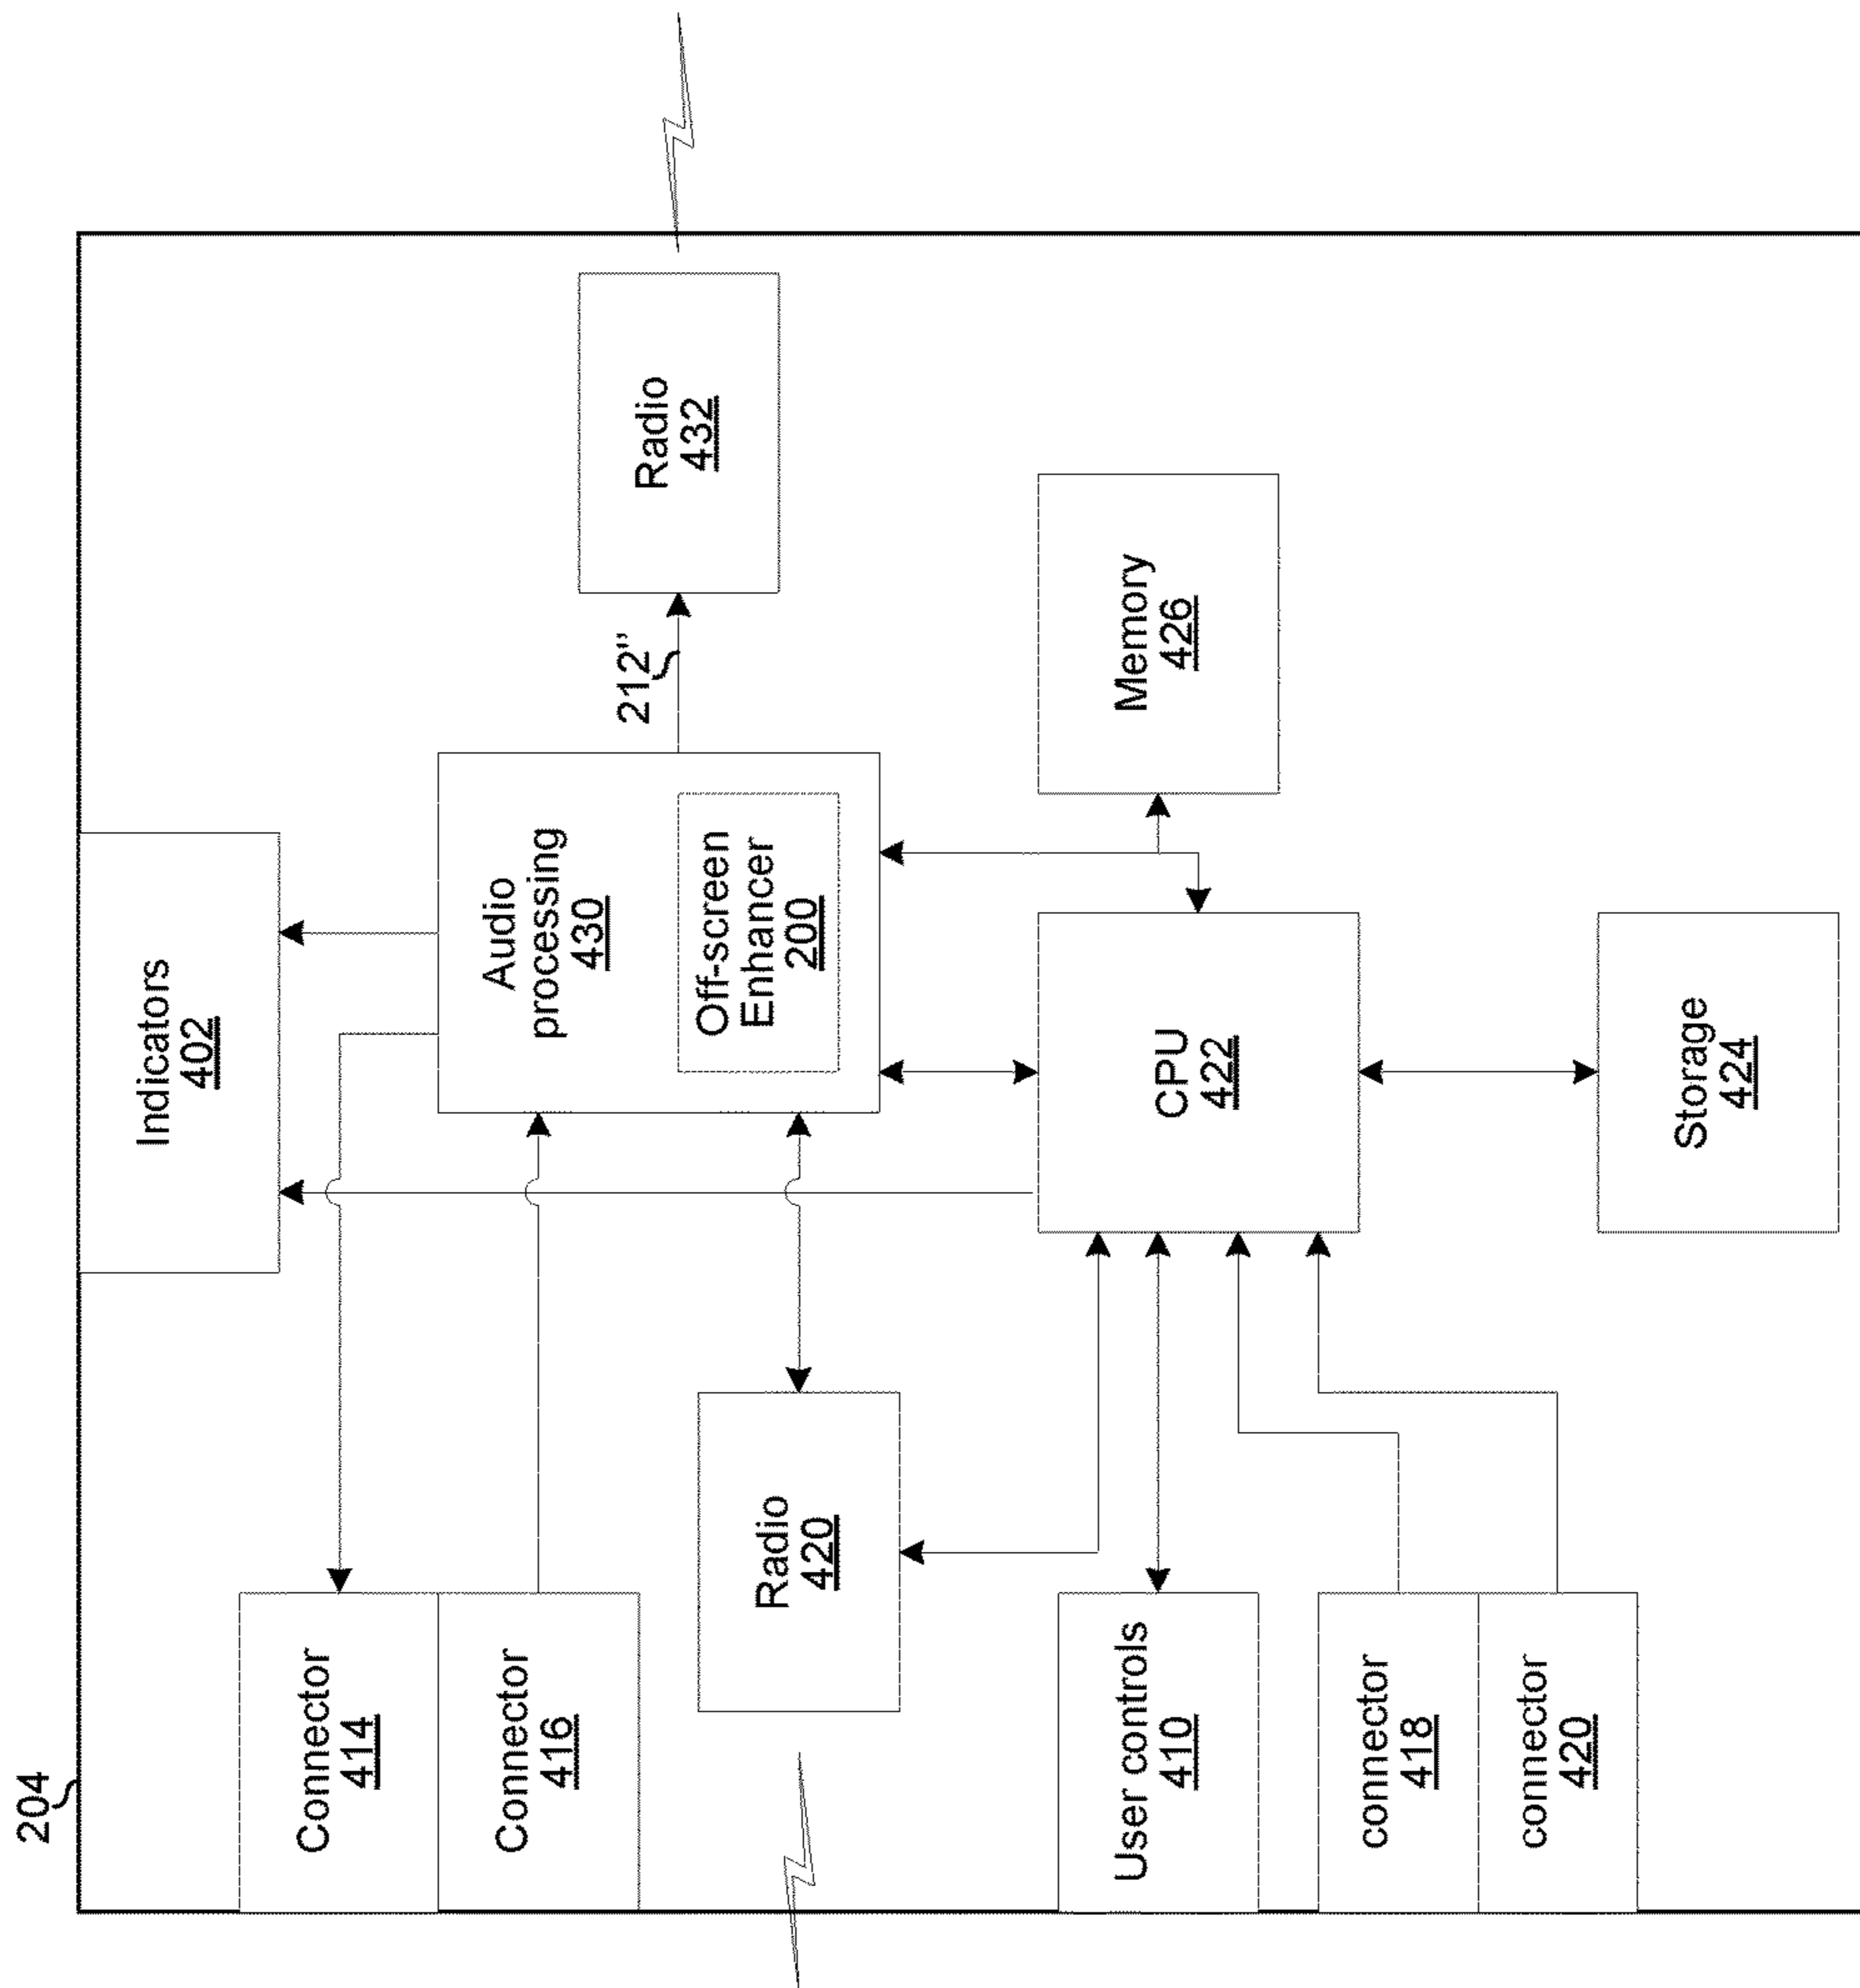 204
Indicators
402
Connector
414
Connector
416
Audio
processing
430
Off-screen
Enhancer
200
212"
Radio
432
Radio
420
User controls
410
CPU
422
Memory
426
connector
418
connector
420
Storage
424